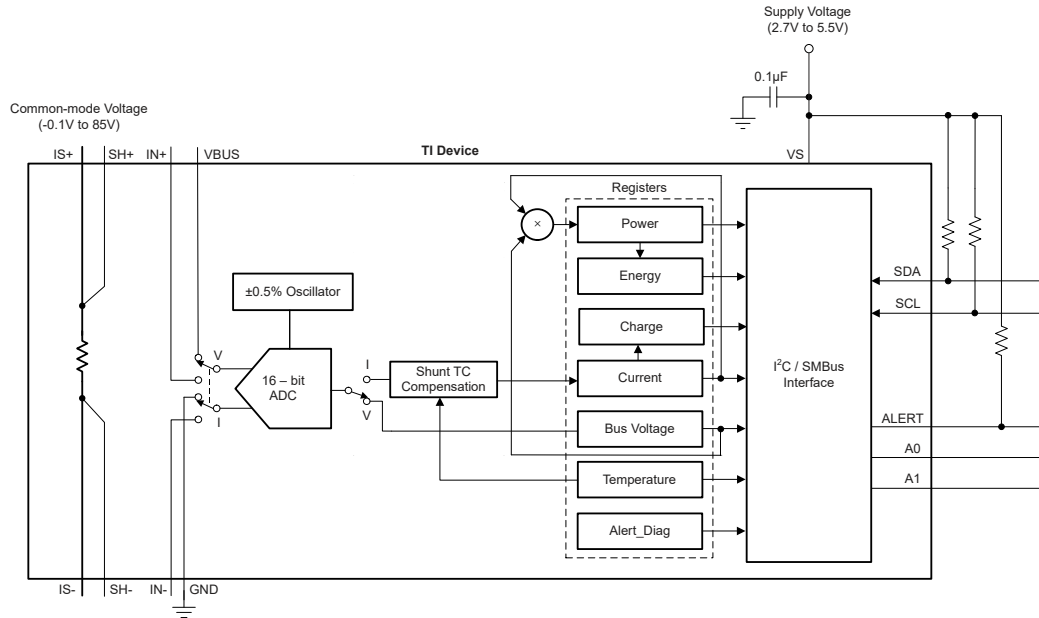 Supply Voltage
(2.7V to 5.5V)
0.1µF
Common-mode Voltage
(-0.1V to 85V)
IS+
SH+
IN+
VBUS
TI Device
VS
Registers
×
Power
Energy
±0.5% Oscillator
Charge
SDA
SCL
V
I
16 – bit
ADC
I
V
Shunt TC
Compensation
Current
I²C / SMBus
Interface
Bus Voltage
ALERT
A0
Temperature
A1
Alert_Diag
IS-
SH-
IN-
GND